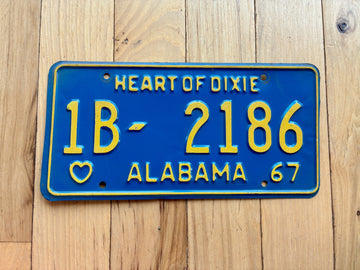 HEART OF DIXIE
1B- 2186
ALABAMA 67